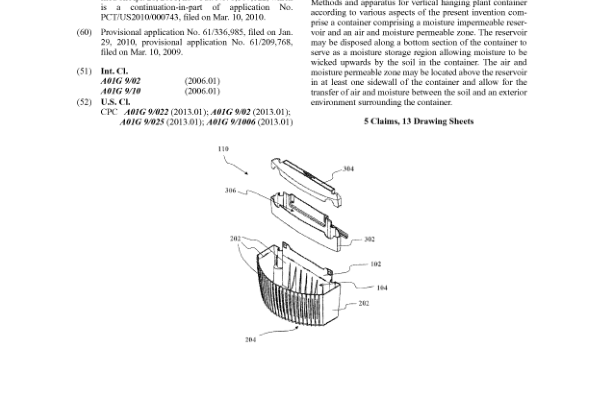 is a continuation-in-part of application No.
PCT/US2010/000743, filed on Mar. 10, 2010.
(60) Provisional application No. 61/336,985, filed on Jan.
29, 2010, provisional application No. 61/209,768,
filed on Mar. 10, 2009.
(51) Int. Cl.
A01G 9/02 (2006.01)
A01G 9/10 (2006.01)
(52) U.S. Cl.
CPC A01G 9/022 (2013.01); A01G 9/02 (2013.01);
A01G 9/025 (2013.01); A01G 9/1006 (2013.01)
Methods and apparatus for vertical hanging plant container
according to various aspects of the present invention com-
prise a container comprising a moisture impermeable reser-
voir and an air and moisture permeable zone. The reservoir
may be disposed along a bottom section of the container to
serve as a moisture storage region allowing moisture to be
wicked upwards by the soil in the container. The air and
moisture permeable zone may be located above the reservoir
in at least one sidewall of the container and allow for the
transfer of air and moisture between the soil and an exterior
environment surrounding the container.
5 Claims, 13 Drawing Sheets
110
304
306
302
202
102
104
202
204